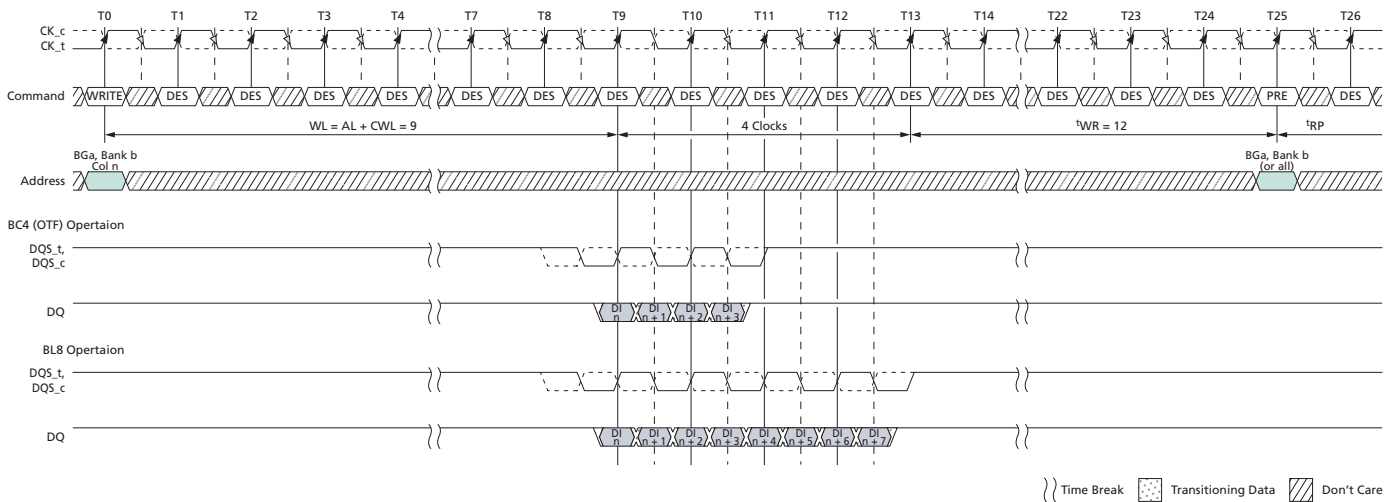 T0 T1 T2 T3 T4 T7 T8 T9 T10 T11 T12 T13 T14 T22 T23 T24 T25 T26
CK_c
CK_t
Command WRITE DES DES DES DES DES DES DES DES DES DES DES DES DES DES DES PRE DES
WL = AL + CWL = 9 4 Clocks tWR = 12 tRP
BGa, Bank b
Col n
BGa, Bank b
(or all)
Address
BC4 (OTF) Opertaion
DQS_t,
DQS_c
DQ DI n DI n + 1 DI n + 2 DI n + 3
BL8 Opertaion
DQS_t,
DQS_c
DQ DI n DI n + 1 DI n + 2 DI n + 3 DI n + 4 DI n + 5 DI n + 6 DI n + 7
Time Break Transitioning Data Don't Care